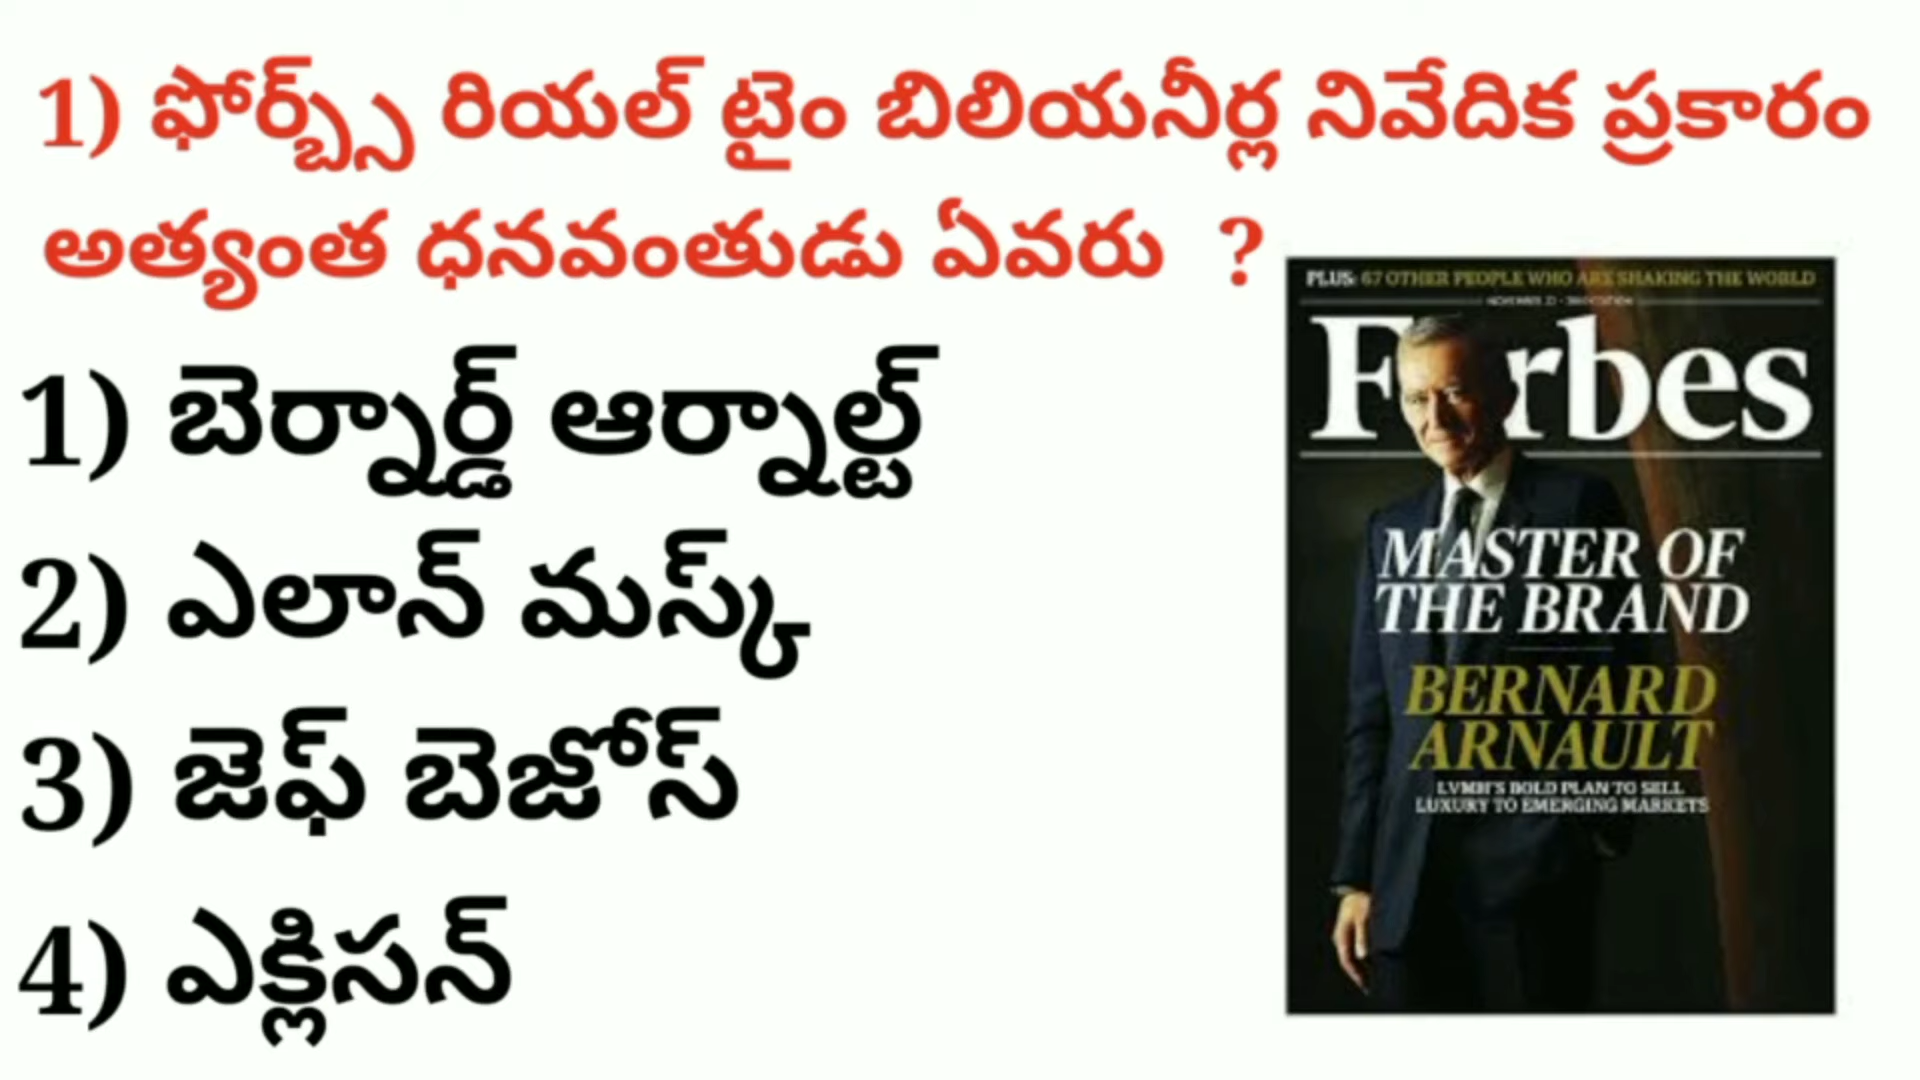 1) ఫోర్బ్స్ రియల్ టైం బిలియనీర్ల నివేదిక ప్రకారం
అత్యంత ధనవంతుడు ఏవరు ?
1) బెర్నార్డ్ ఆర్నాల్ట్
2) ఎలాన్ మస్క్
3) జెఫ్ బెజోస్
4) ఎక్లిసన్
PLUS: 67 OTHER PEOPLE WHO ARE SHAKING THE WORLD
Forbes
MASTER OF
THE BRAND
BERNARD
ARNAULT
LVMH'S BOLD PLAN TO SELL
LUXURY TO EMERGING MARKETS